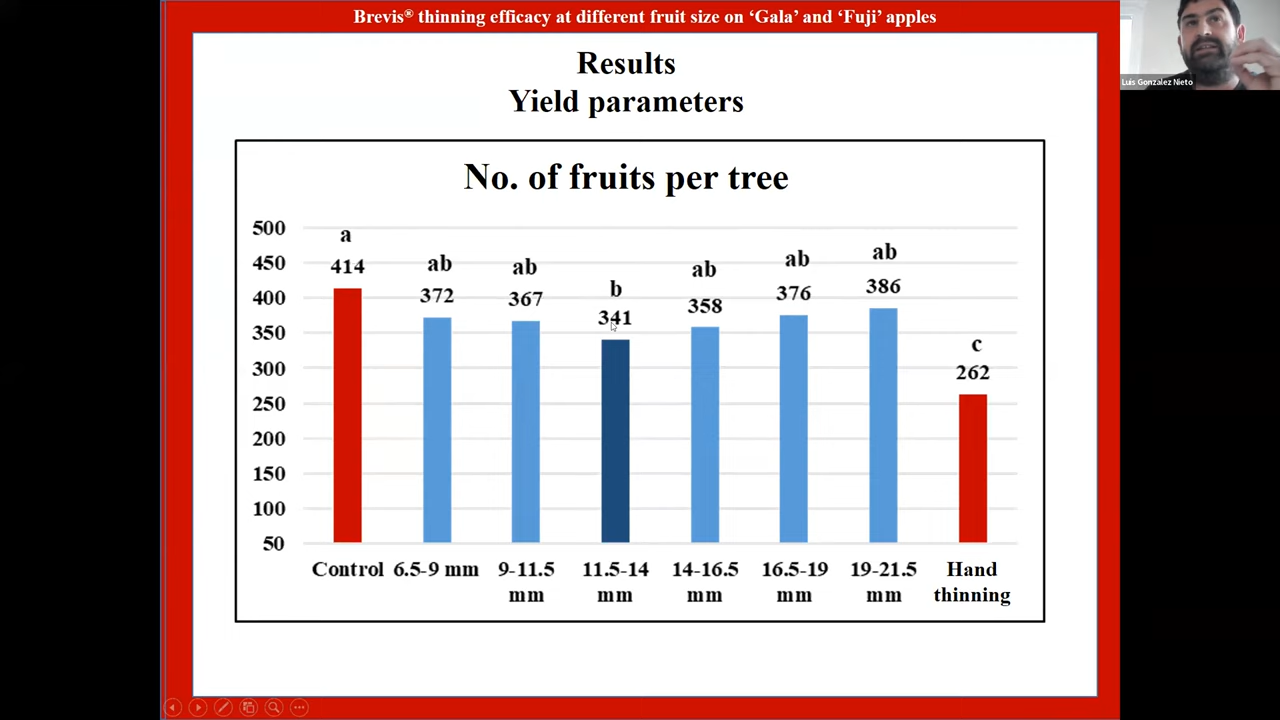 Brevis® thinning efficacy at different fruit size on ‘Gala’ and ‘Fuji’ apples
Luis Gonzalez Nieto
Results
Yield parameters
No. of fruits per tree
500
450
400
350
300
250
200
150
100
50
a
414
ab
372
ab
367
b
341
ab
358
ab
376
ab
386
c
262
Control
6.5-9 mm
9-11.5
mm
11.5-14
mm
14-16.5
mm
16.5-19
mm
19-21.5
mm
Hand
thinning